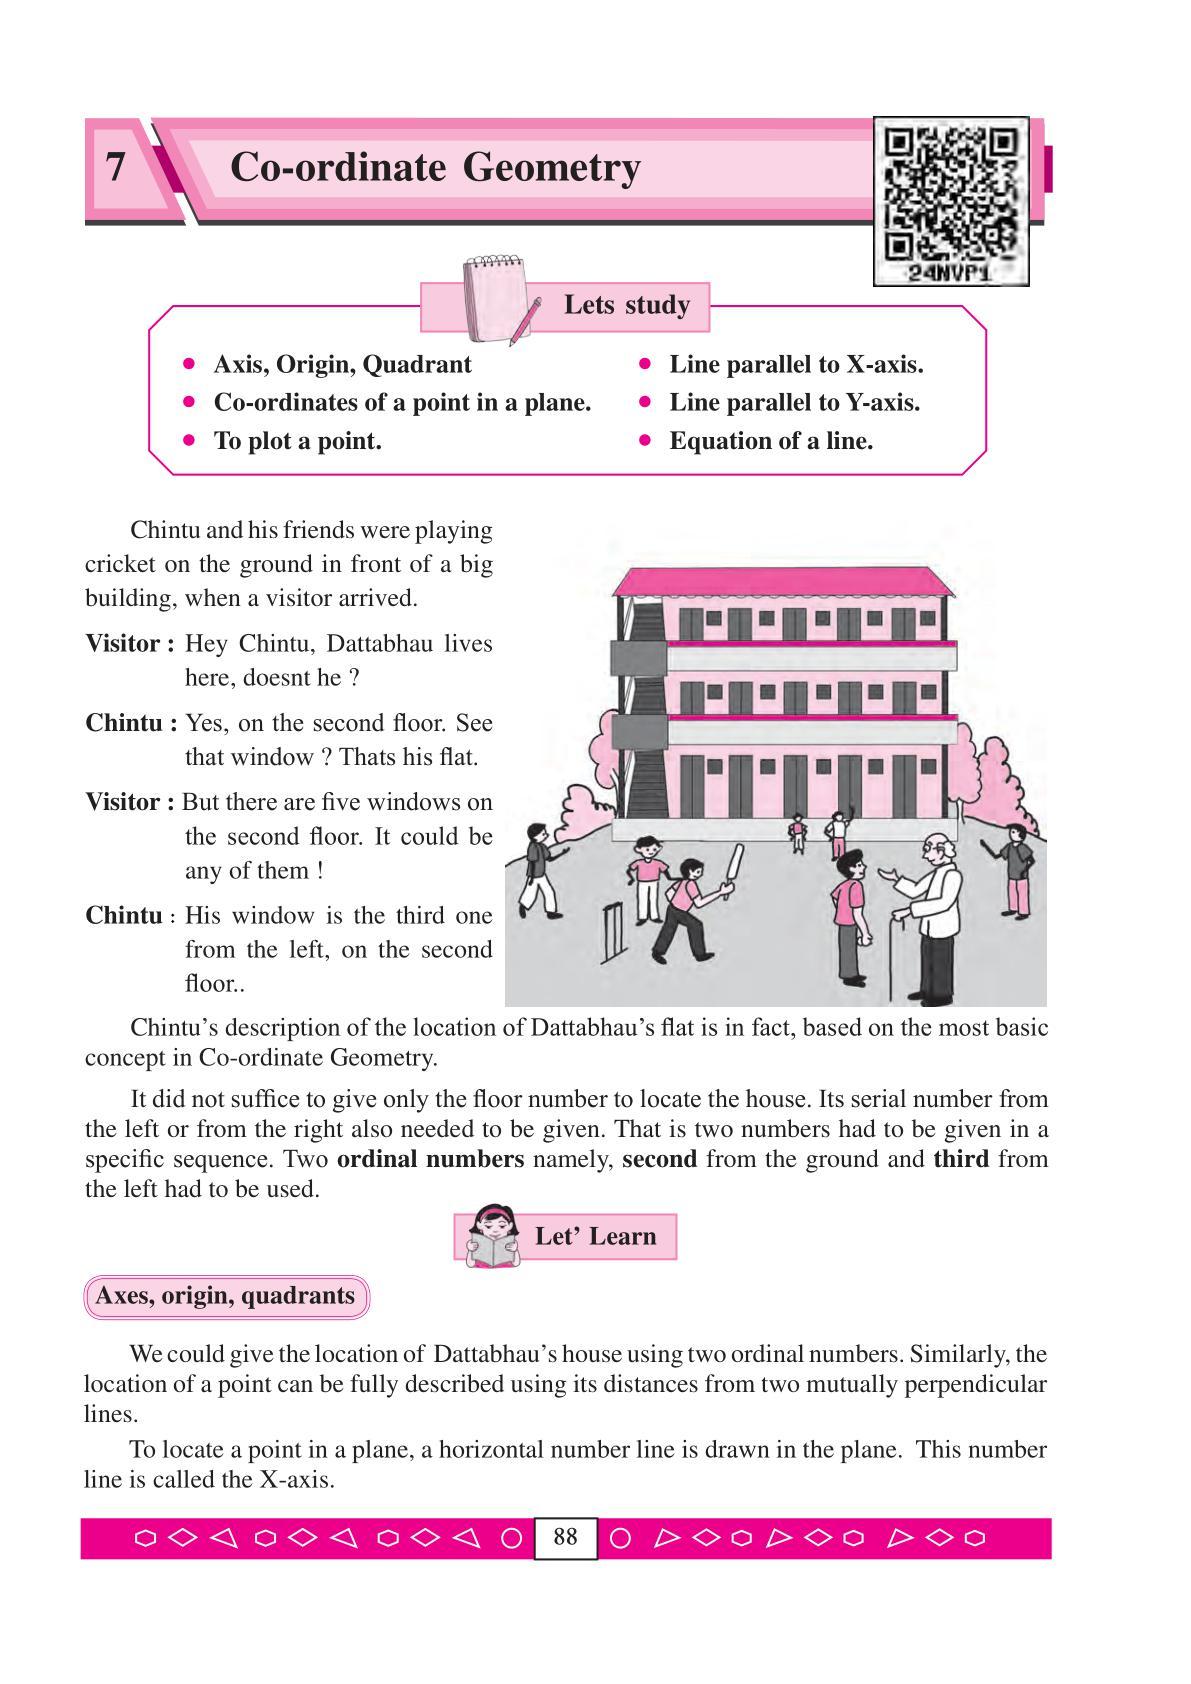 7
Co-ordinate Geometry
24NVP1
Lets study
• Axis, Origin, Quadrant
• Co-ordinates of a point in a plane.
• To plot a point.
• Line parallel to X-axis.
• Line parallel to Y-axis.
• Equation of a line.
Chintu and his friends were playing
cricket on the ground in front of a big
building, when a visitor arrived.
Visitor : Hey Chintu, Dattabhau lives
here, doesnt he ?
Chintu : Yes, on the second floor. See
that window ? Thats his flat.
Visitor : But there are five windows on
the second floor. It could be
any of them !
Chintu : His window is the third one
from the left, on the second
floor..
Chintu’s description of the location of Dattabhau’s flat is in fact, based on the most basic
concept in Co-ordinate Geometry.
It did not suffice to give only the floor number to locate the house. Its serial number from
the left or from the right also needed to be given. That is two numbers had to be given in a
specific sequence. Two ordinal numbers namely, second from the ground and third from
the left had to be used.
Let’ Learn
Axes, origin, quadrants
We could give the location of Dattabhau’s house using two ordinal numbers. Similarly, the
location of a point can be fully described using its distances from two mutually perpendicular
lines.
To locate a point in a plane, a horizontal number line is drawn in the plane. This number
line is called the X-axis.
88